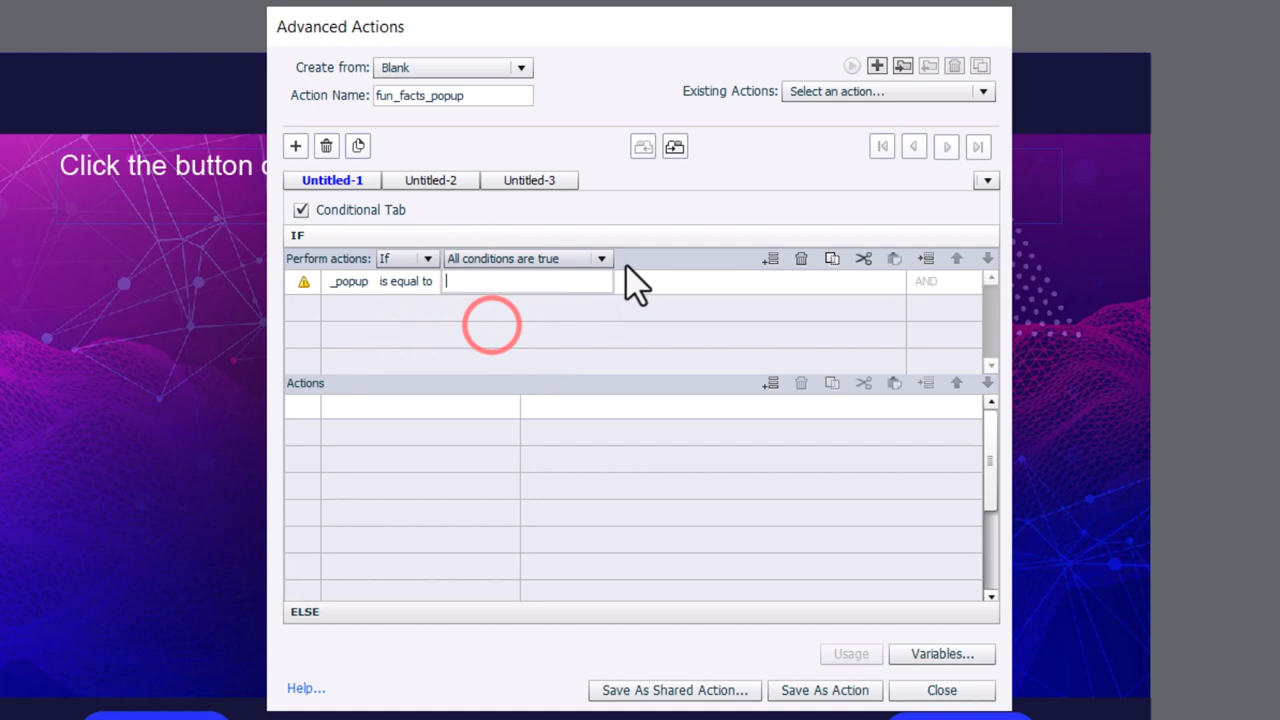 Advanced Actions
Create from: Blank
Action Name: fun_facts_popup
Existing Actions: Select an action...
Click the button
Untitled-1 Untitled-2 Untitled-3
Conditional Tab
IF
Perform actions: If All conditions are true
_popup is equal to AND
Actions
ELSE
Usage Variables...
Help... Save As Shared Action... Save As Action Close